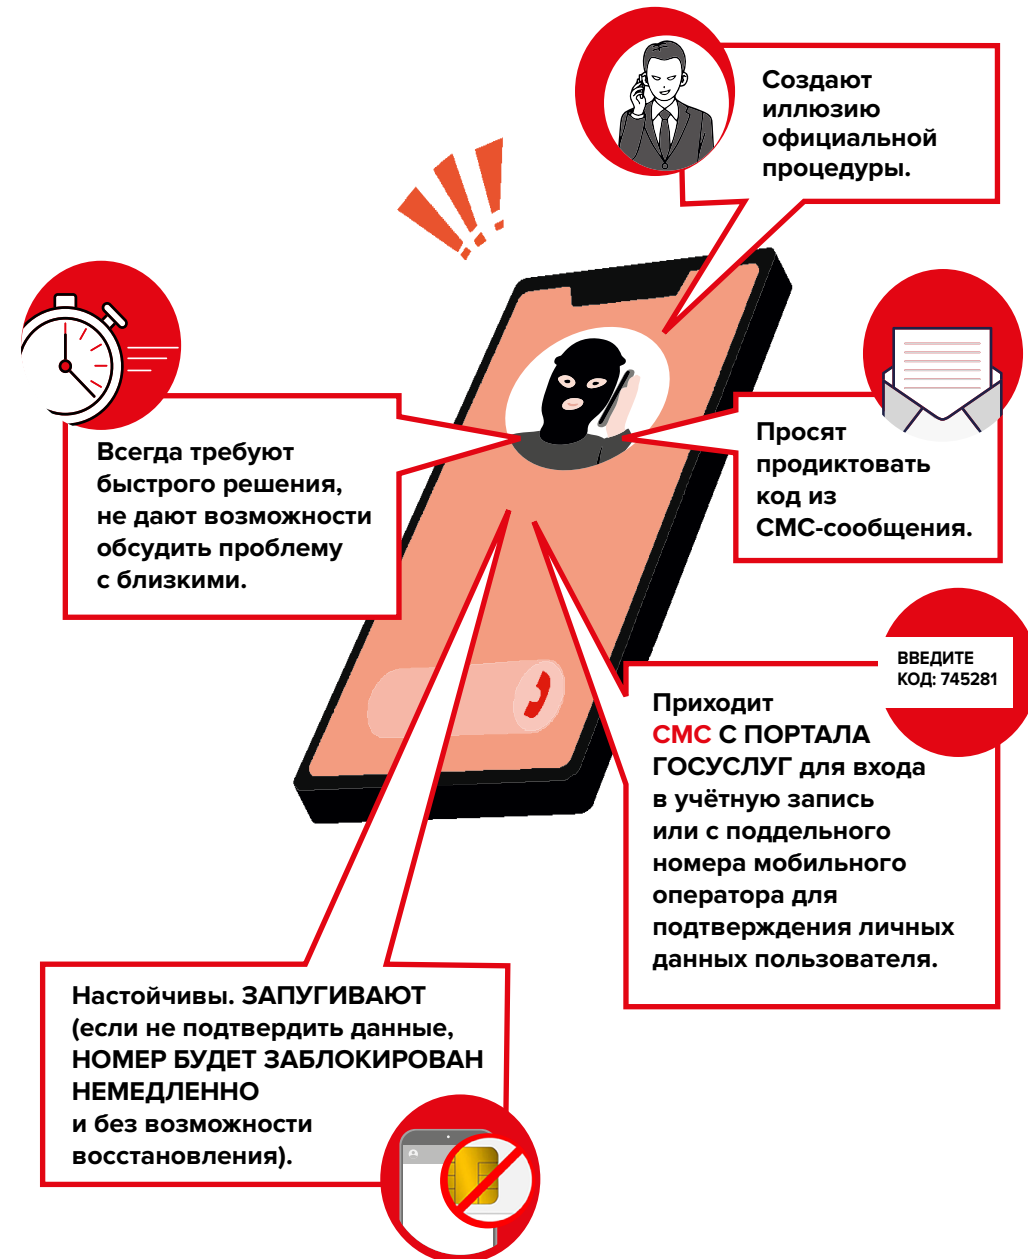 Создают
иллюзию
официальной
процедуры.
Всегда требуют
быстрого решения,
не дают возможности
обсудить проблему
с близкими.
Просят
продиктовать
код из
СМС-сообщения.
ВВЕДИТЕ
КОД: 745281
Приходит
СМС С ПОРТАЛА
ГОСУСЛУГ для входа
в учётную запись
или с поддельного
номера мобильного
оператора для
подтверждения личных
данных пользователя.
Настойчивы. ЗАПУГИВАЮТ
(если не подтвердить данные,
НОМЕР БУДЕТ ЗАБЛОКИРОВАН
НЕМЕДЛЕННО
и без возможности
восстановления).